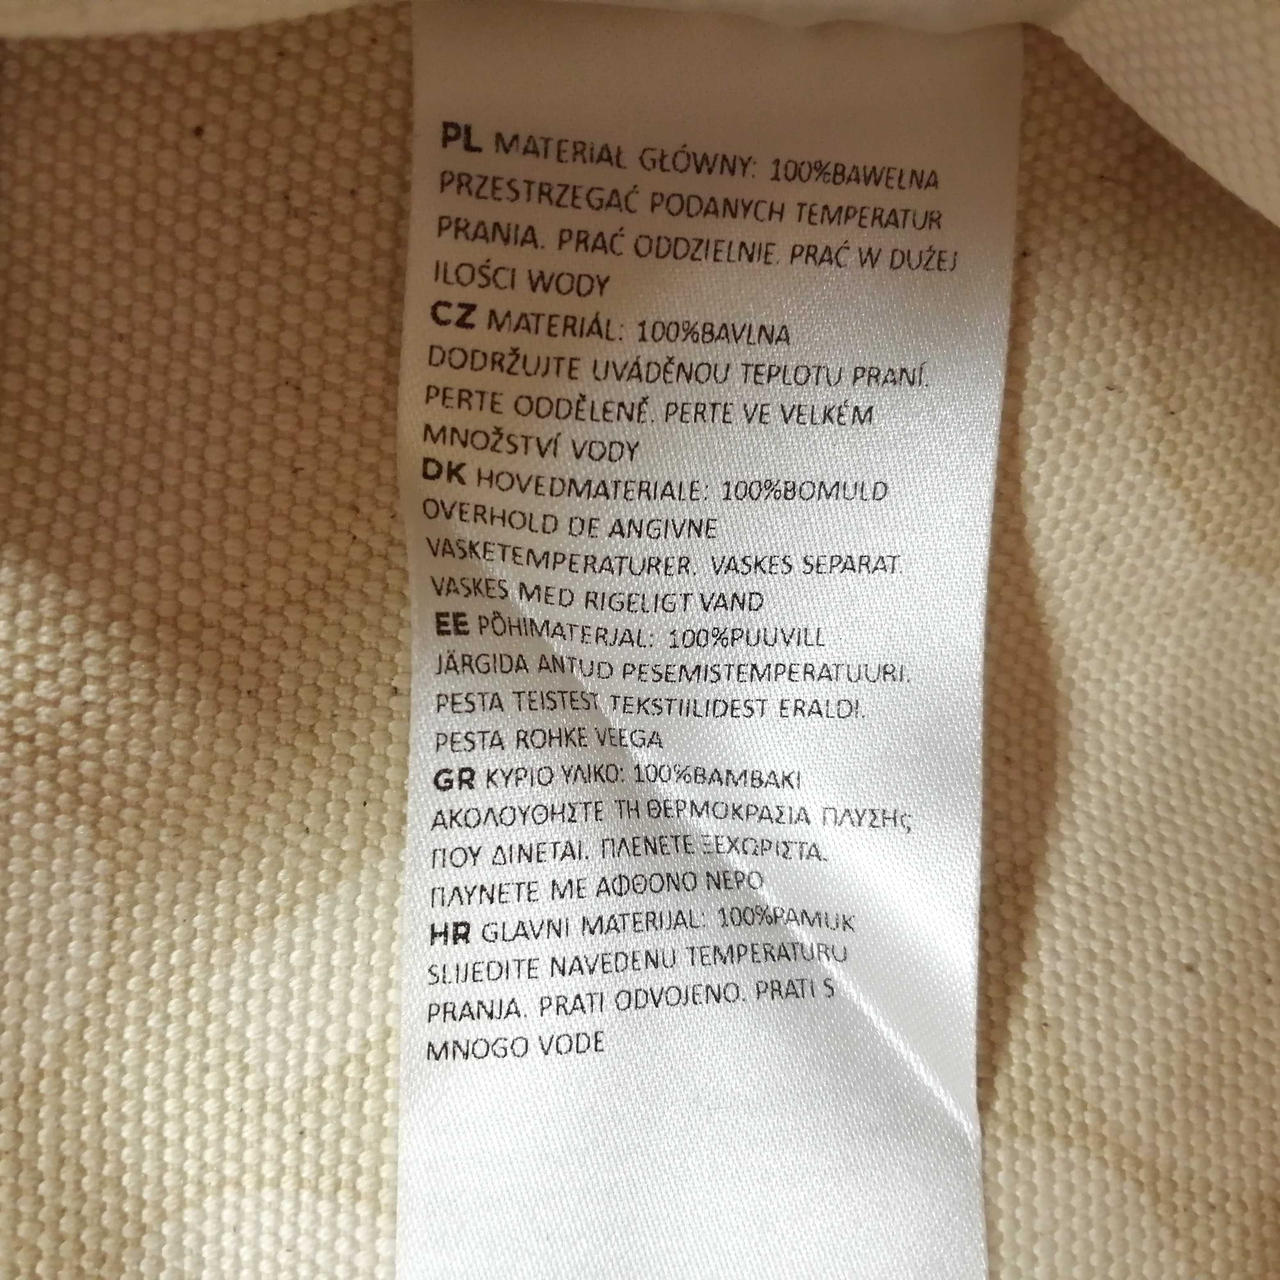 PL MATERIAŁ GŁÓWNY: 100%BAWEŁNA
PRZESTRZEGAĆ PODANYCH TEMPERATUR
PRANIA. PRAĆ ODDZIELNIE. PRAĆ W DUŻEJ
ILOŚCI WODY
CZ MATERIÁL: 100%BAVLNA
DODRŽUJTE UVÁDĚNOU TEPLOTU PRANÍ.
PERTE ODDĚLENĚ. PERTE VE VELKÉM
MNOŽSTVÍ VODY
DK HOVEDMATERIALE: 100%BOMULD
OVERHOLD DE ANGIVNE
VASKETEMPERATURER. VASKES SEPARAT.
VASKES MED RIGELIGT VAND
EE PÕHIMATERJAL: 100%PUUVILL
JÄRGIDA ANTUD PESEMISTEMPERATUURI.
PESTA TEISTEST TEKSTIILIDEST ERALDI.
PESTA ROHKE VEEGA
GR ΚΥΡΙΟ ΥΛΙΚΟ: 100%BAMBAKI
ΑΚΟΛΟΥΘΗΣΤΕ ΤΗ ΘΕΡΜΟΚΡΑΣΙΑ ΠΛΥΣΗς
ΠΟΥ ΔΙΝΕΤΑΙ. ΠΛΕΝΕΤΕ ΞΕΧΩΡΙΣΤΑ.
ΠΛΥΝΕΤΕ ΜΕ ΑΦΘΟΝΟ ΝΕΡΟ
HR GLAVNI MATERIJAL: 100%PAMUK
SLIJEDITE NAVEDENU TEMPERATURU
PRANJA. PRATI ODVOJENO. PRATI S
MNOGO VODE